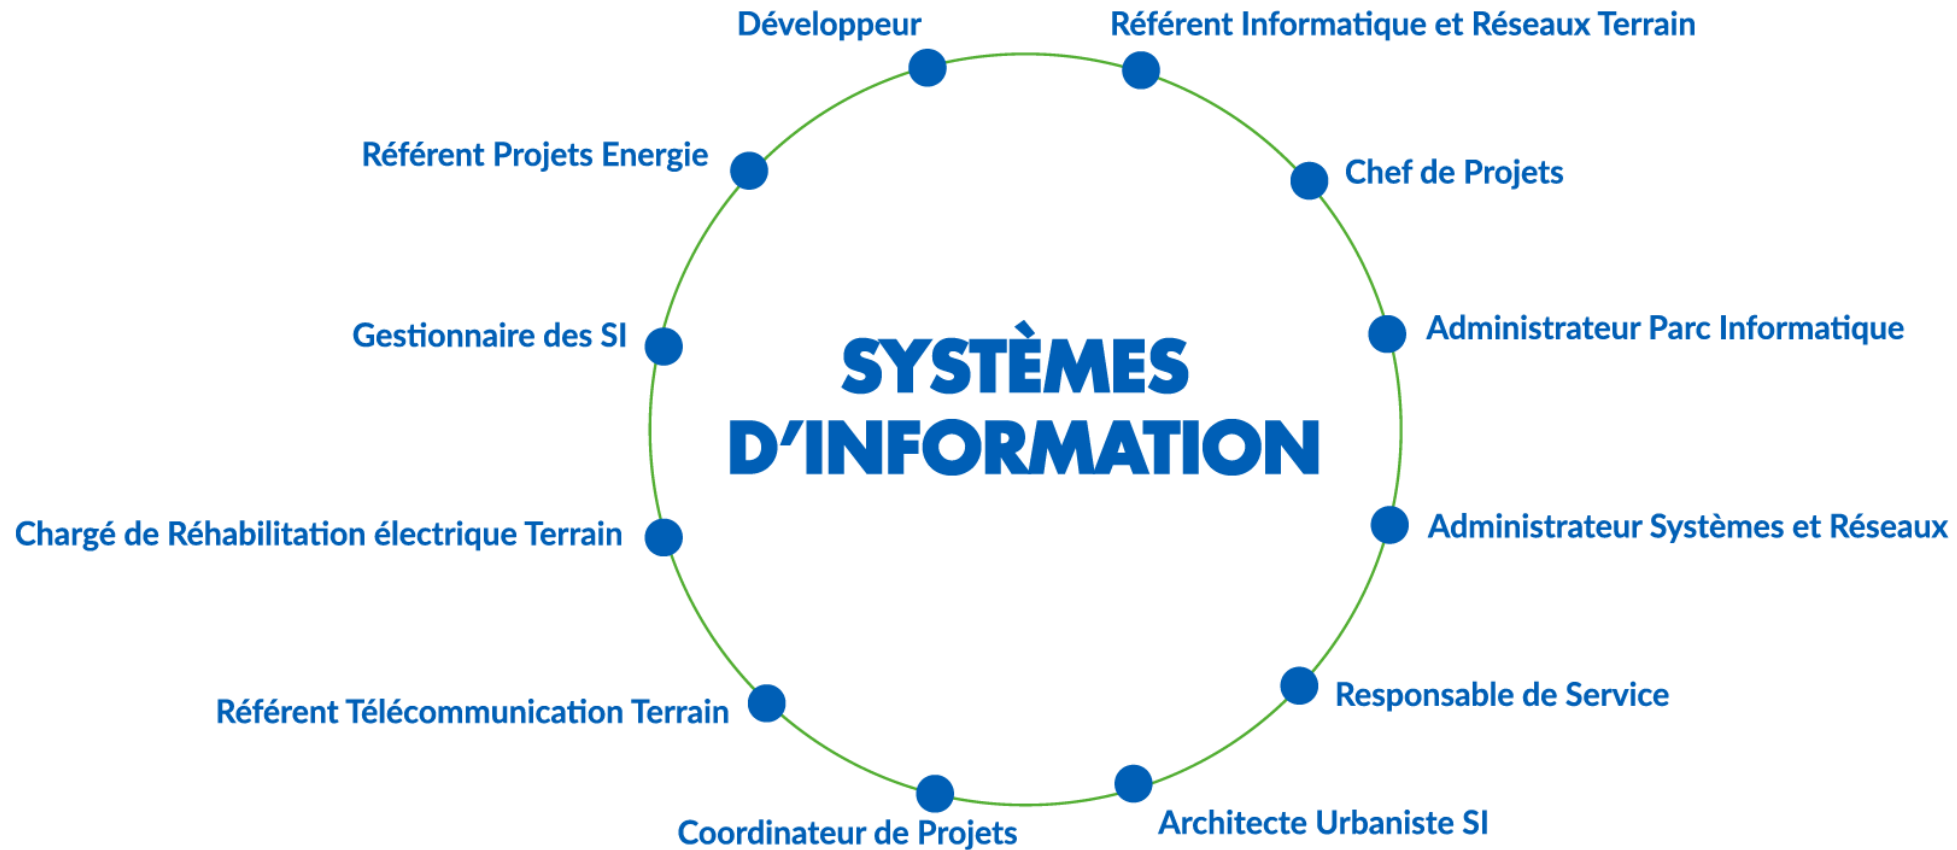 Développeur
Référent Informatique et Réseaux Terrain
Référent Projets Energie
Chef de Projets
Gestionnaire des SI
Administrateur Parc Informatique
SYSTÈMES
D’INFORMATION
Chargé de Réhabilitation électrique Terrain
Administrateur Systèmes et Réseaux
Référent Télécommunication Terrain
Responsable de Service
Coordinateur de Projets
Architecte Urbaniste SI